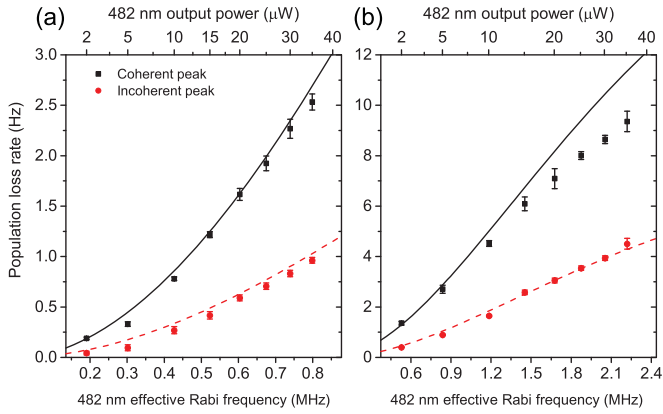 (a) 482 nm output power (μW)
2 5 10 15 20 25 30 35 40
Population loss rate (Hz)
3.0
2.5
2.0
1.5
1.0
0.5
0.0
Coherent peak
Incoherent peak
0.2 0.3 0.4 0.5 0.6 0.7 0.8
482 nm effective Rabi frequency (MHz)
(b) 482 nm output power (μW)
2 5 10 20 25 30 35 40
12
10
8
6
4
2
0
0.6 0.9 1.2 1.5 1.8 2.1 2.4
482 nm effective Rabi frequency (MHz)